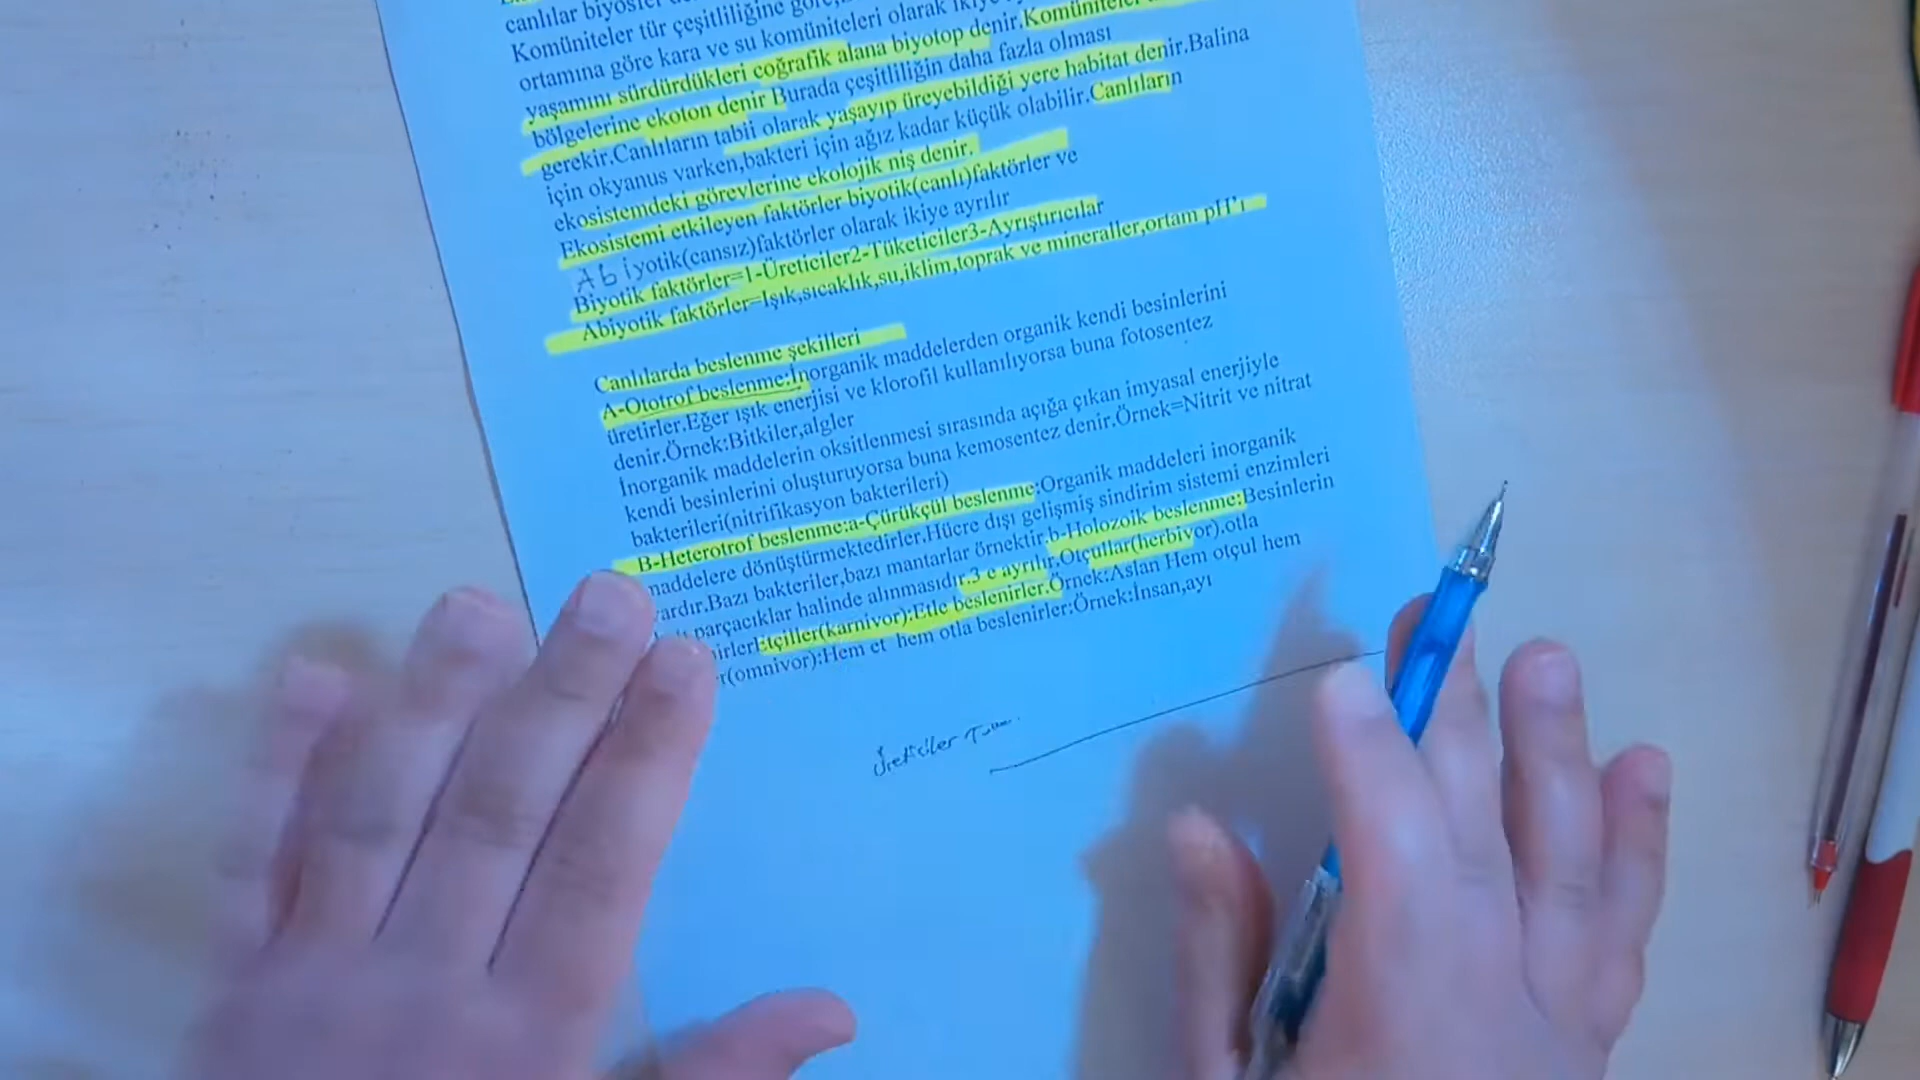 canlılar biyosfer
Komüniteler tür çeşitliliğine göre,
ortamına göre kara ve su komüniteleri olarak ikiye
yaşamını sürdürdükleri coğrafik alana biyotop denir.Komüniteler
bölgelerine ekoton denir Burada çeşitliliğin daha fazla olması
gerekir.Canlıların tabii olarak yaşayıp üreyebildiği yere habitat denir.Balina
için okyanus varken,bakteri için ağız kadar küçük olabilir.Canlıların
ekosistemdeki görevlerine ekolojik niş denir.
Ekosistemi etkileyen faktörler biyotik(canlı)faktörler ve
Abiyotik(cansız)faktörler olarak ikiye ayrılır
Biyotik faktörler=1-Üreticiler2-Tüketiciler3-Ayrıştırıcılar
Abiyotik faktörler=Işık,sıcaklık,su,iklim,toprak ve mineraller,ortam pH'ı
Canlılarda beslenme şekilleri
A-Ototrof beslenme:İnorganik maddelerden organik kendi besinlerini
üretirler.Eğer ışık enerjisi ve klorofil kullanılıyorsa buna fotosentez
denir.Örnek:Bitkiler,algler
İnorganik maddelerin oksitlenmesi sırasında açığa çıkan imyasal enerjiyle
kendi besinlerini oluşturuyorsa buna kemosentez denir.Örnek=Nitrit ve nitrat
bakterileri(nitrifikasyon bakterileri)
B-Heterotrof beslenme:a-Çürükçül beslenme:Organik maddeleri inorganik
maddelere dönüştürmektedirler.Hücre dışı gelişmiş sindirim sistemi enzimleri
vardır.Bazı bakteriler,bazı mantarlar örnektir.b-Holozoik beslenme:Besinlerin
parçacıklar halinde alınmasıdır.3 e ayrılır.Otçullar(herbivor).otla
Etçiller(karnivor):Etle beslenirler.Örnek:Aslan Hem otçul hem
(omnivor):Hem et hem otla beslenirler:Örnek:İnsan,ayı
Üreticiler